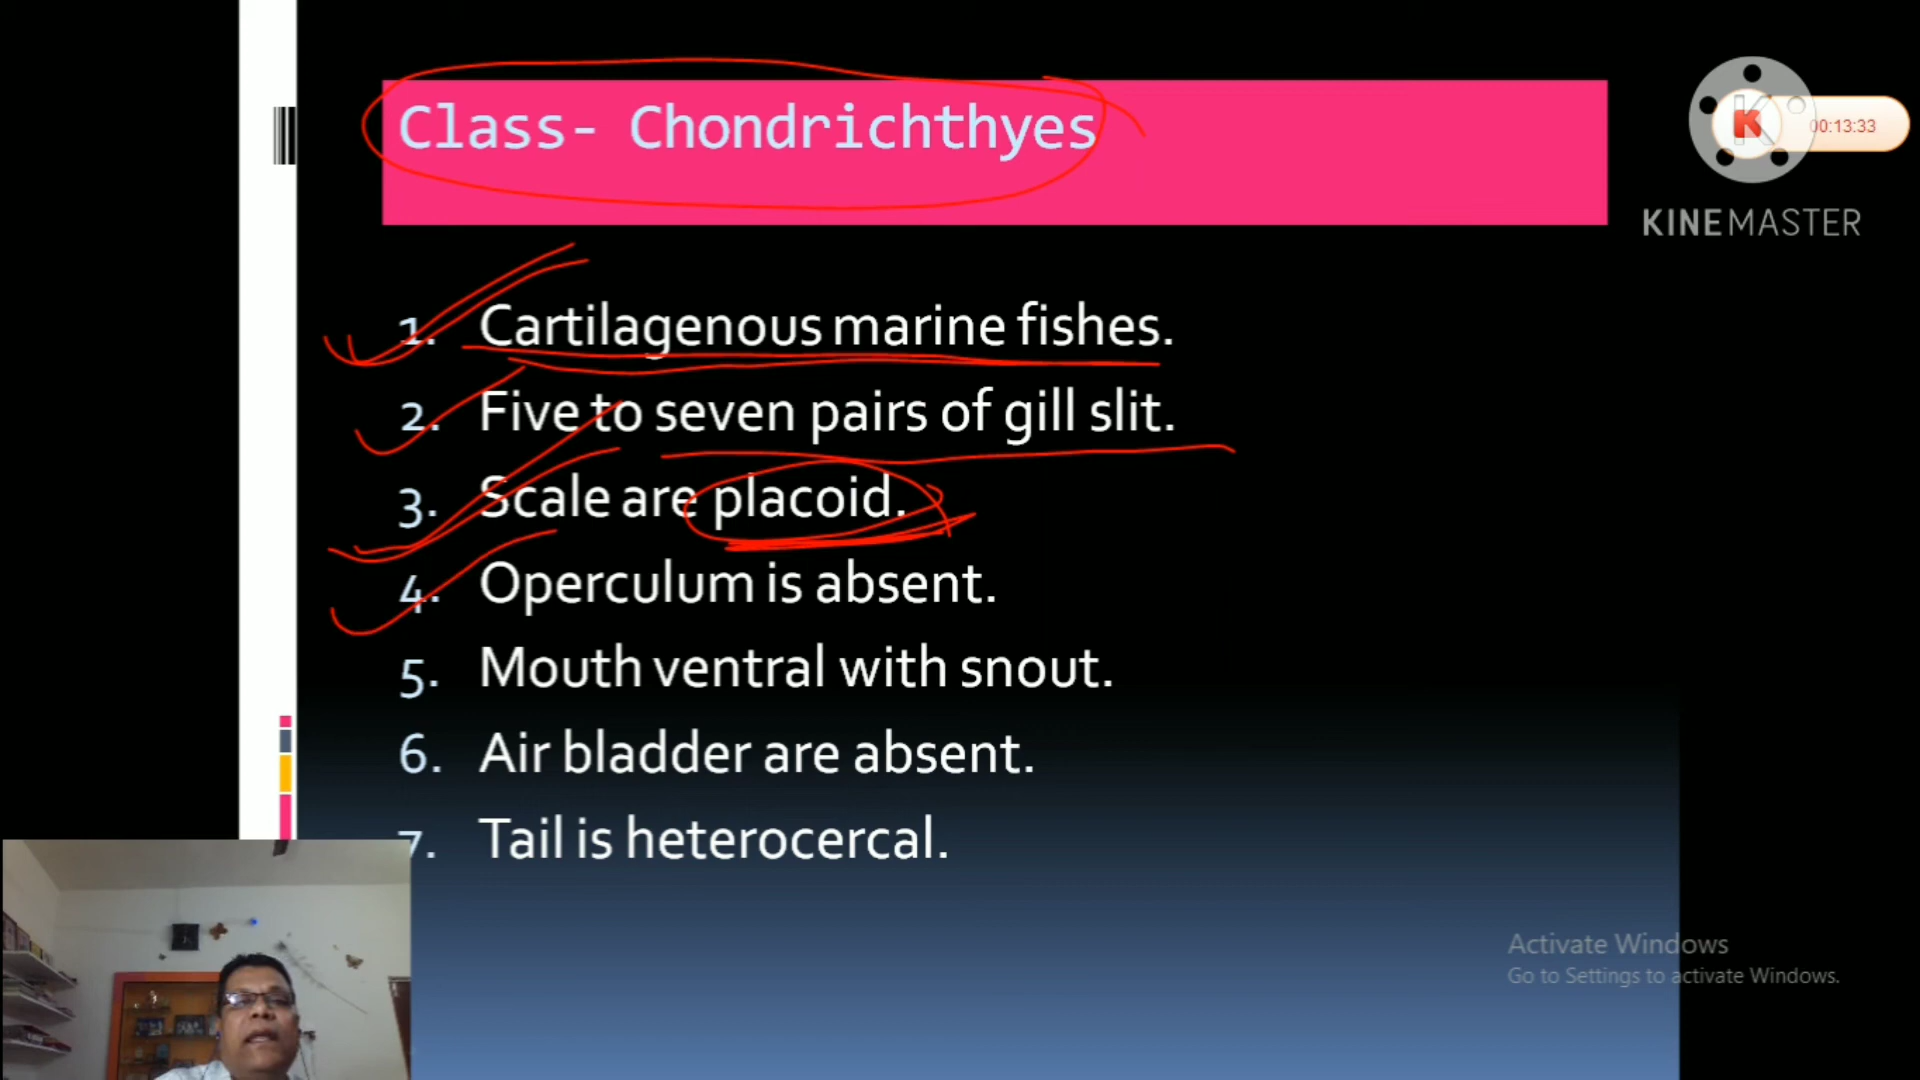 Class- Chondrichthyes
K 00:13:33
KINEMASTER
1. Cartilagenous marine fishes.
2. Five to seven pairs of gill slit.
3. Scale are placoid.
4. Operculum is absent.
5. Mouth ventral with snout.
6. Air bladder are absent.
7. Tail is heterocercal.
Activate Windows
Go to Settings to activate Windows.